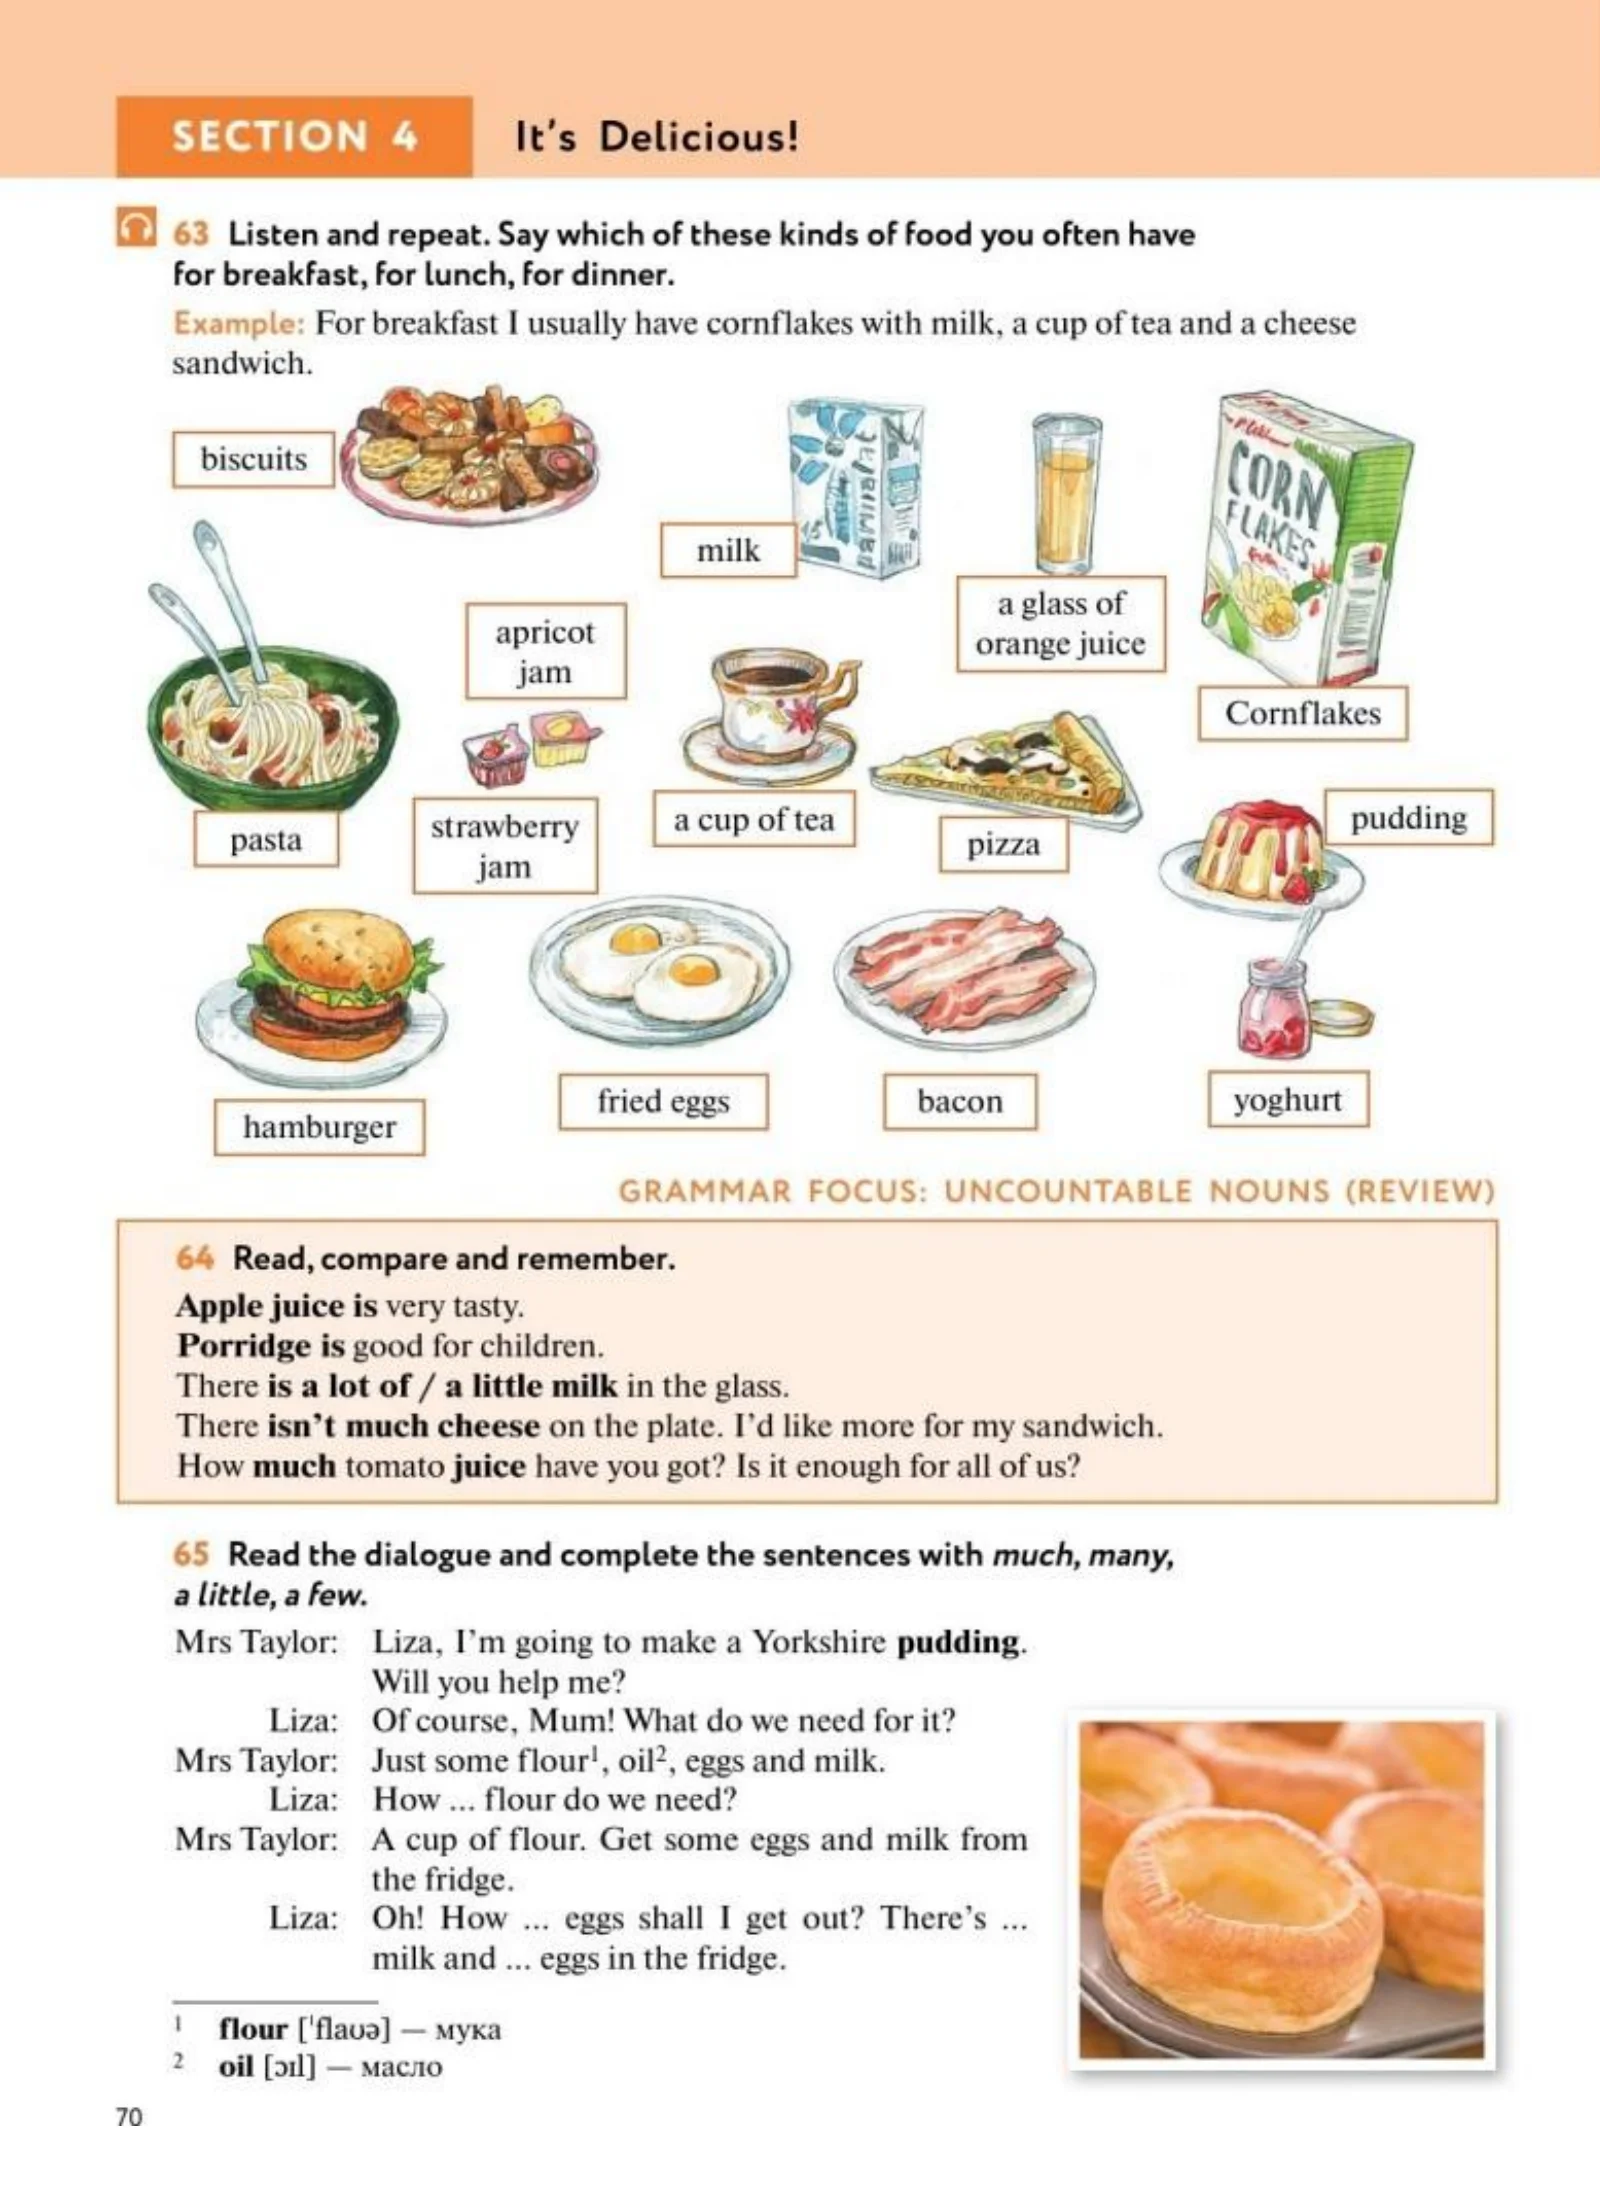 SECTION 4
It's Delicious!
63 Listen and repeat. Say which of these kinds of food you often have
for breakfast, for lunch, for dinner.
Example: For breakfast I usually have cornflakes with milk, a cup of tea and a cheese
sandwich.
biscuits
milk
a glass of
orange juice
CORN
FLAKES
Cornflakes
apricot
jam
pasta
strawberry
jam
a cup of tea
pizza
pudding
hamburger
fried eggs
bacon
yoghurt
GRAMMAR FOCUS: UNCOUNTABLE NOUNS (REVIEW)
64 Read, compare and remember.
Apple juice is very tasty.
Porridge is good for children.
There is a lot of / a little milk in the glass.
There isn't much cheese on the plate. I'd like more for my sandwich.
How much tomato juice have you got? Is it enough for all of us?
65 Read the dialogue and complete the sentences with much, many,
a little, a few.
Mrs Taylor: Liza, I'm going to make a Yorkshire pudding.
Will you help me?
Liza: Of course, Mum! What do we need for it?
Mrs Taylor: Just some flour¹, oil², eggs and milk.
Liza: How ... flour do we need?
Mrs Taylor: A cup of flour. Get some eggs and milk from
the fridge.
Liza: Oh! How ... eggs shall I get out? There's ...
milk and ... eggs in the fridge.
1 flour ['flaʊə] — мука
2 oil [ɔɪl] — масло
70